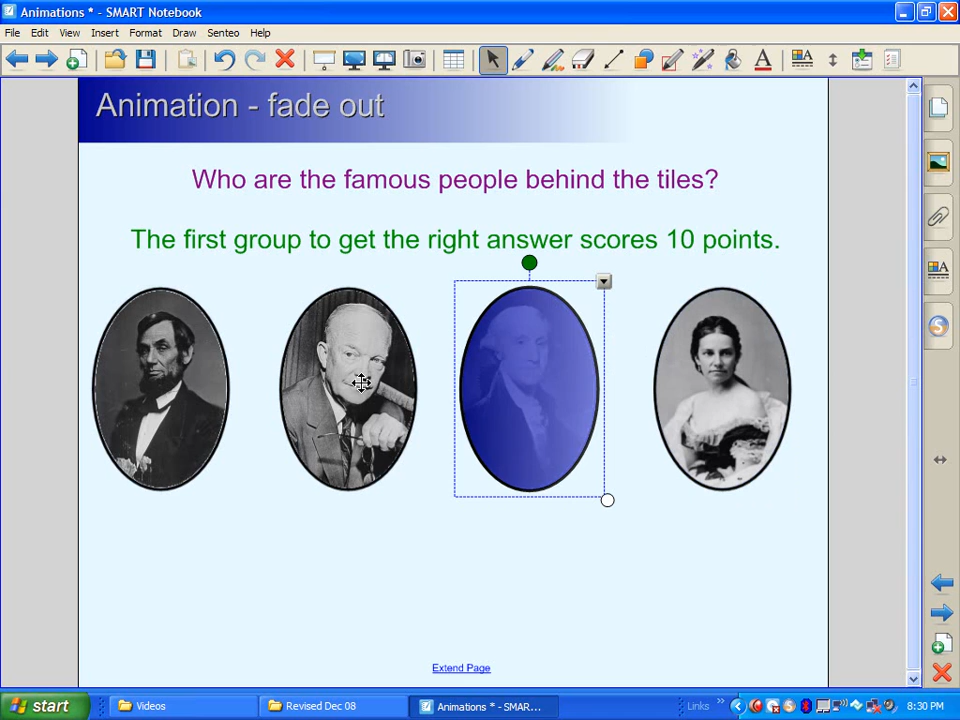 Animations * - SMART Notebook
File Edit View Insert Format Draw Senteo Help
Animation - fade out
Who are the famous people behind the tiles?
The first group to get the right answer scores 10 points.
Extend Page
start Videos Revised Dec 08 Animations * - SMAR... Links » 8:30 PM